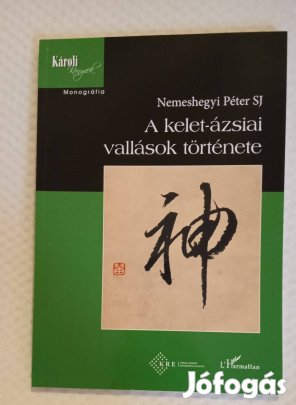 Károli
Könyvek
Monográfia
Nemeshegyi Péter SJ
A kelet-ázsiai
vallások története
神
KRE
L'Harmattan
Jófogás